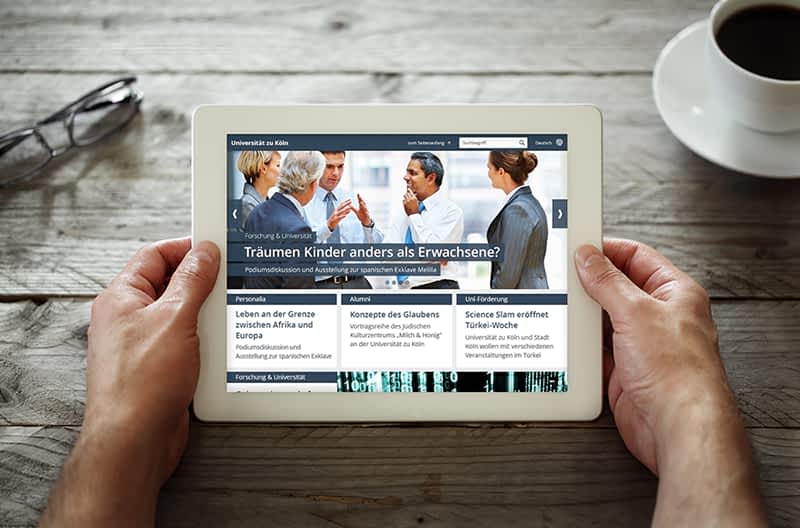 Universität zu Köln
zum Seitenanfang
Suchbegriff
Deutsch
Forschung & Universität
Träumen Kinder anders als Erwachsene?
Podiumsdiskussion und Ausstellung zur spanischen Exklave Melilla
Personalia
Leben an der Grenze
zwischen Afrika und
Europa
Podiumsdiskussion und
Ausstellung zur spanischen Exklave
Alumni
Konzepte des Glaubens
Vortragsreihe des Jüdischen
Kulturzentrums „Milch & Honig"
an der Universität zu Köln
Uni-Förderung
Science Slam eröffnet
Türkei-Woche
Universität zu Köln und Stadt
Köln wollen mit verschiedenen
Veranstaltungen im Türkei
Forschung & Universität